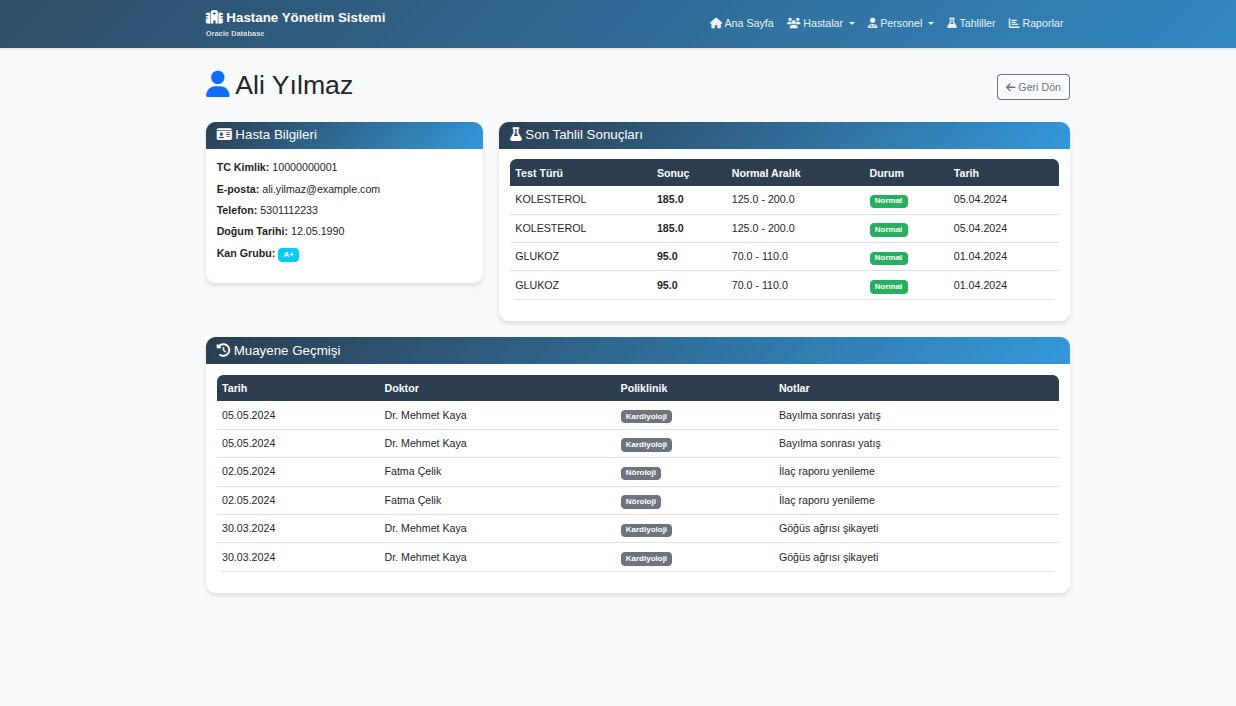 Hastane Yönetim Sistemi
Oracle Database
Ana Sayfa Hastalar Personel Tahliller Raporlar
Ali Yılmaz
Geri Dön
Hasta Bilgileri
TC Kimlik: 10000000001
E-posta: ali.yilmaz@example.com
Telefon: 5301112233
Doğum Tarihi: 12.05.1990
Kan Grubu: A+
Son Tahlil Sonuçları
Test Türü Sonuç Normal Aralık Durum Tarih
KOLESTEROL 185.0 125.0 - 200.0 Normal 05.04.2024
KOLESTEROL 185.0 125.0 - 200.0 Normal 05.04.2024
GLUKOZ 95.0 70.0 - 110.0 Normal 01.04.2024
GLUKOZ 95.0 70.0 - 110.0 Normal 01.04.2024
Muayene Geçmişi
Tarih Doktor Poliklinik Notlar
05.05.2024 Dr. Mehmet Kaya Kardiyoloji Bayılma sonrası yatış
05.05.2024 Dr. Mehmet Kaya Kardiyoloji Bayılma sonrası yatış
02.05.2024 Fatma Çelik Nöroloji İlaç raporu yenileme
02.05.2024 Fatma Çelik Nöroloji İlaç raporu yenileme
30.03.2024 Dr. Mehmet Kaya Kardiyoloji Göğüs ağrısı şikayeti
30.03.2024 Dr. Mehmet Kaya Kardiyoloji Göğüs ağrısı şikayeti